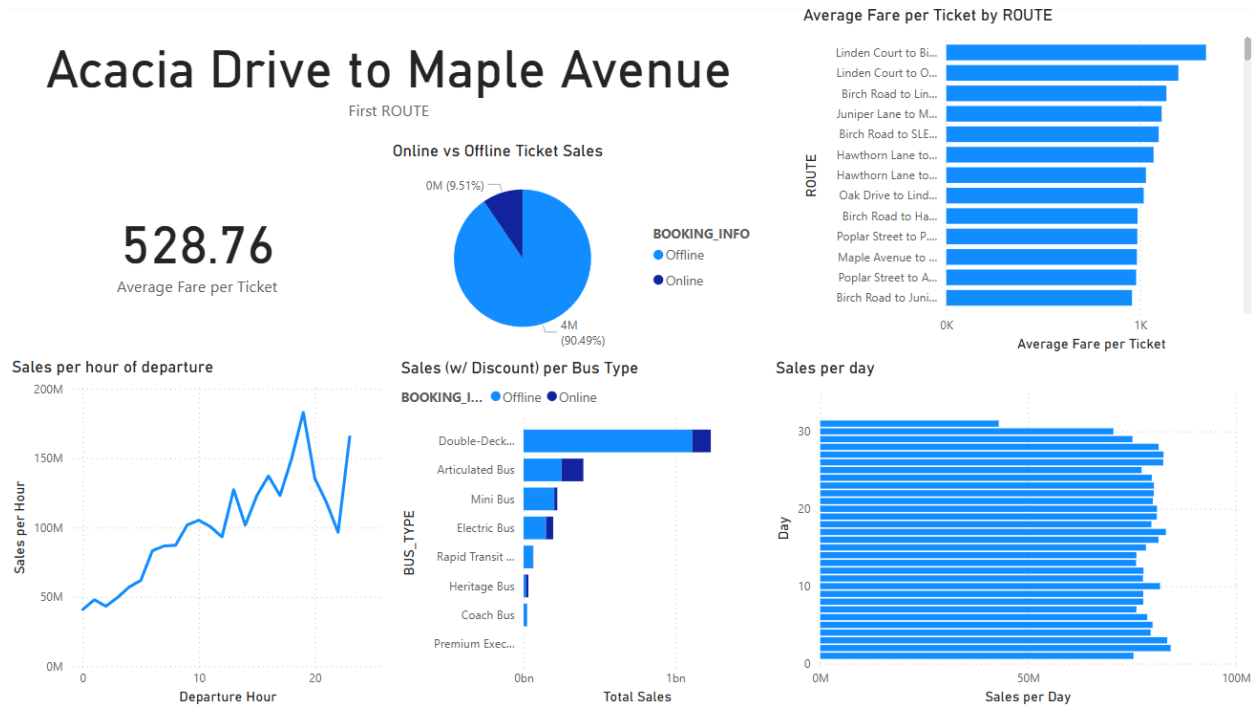 Acacia Drive to Maple Avenue
First ROUTE
528.76
Average Fare per Ticket
Online vs Offline Ticket Sales
0M (9.51%)
4M
(90.49%)
BOOKING_INFO
Offline
Online
Average Fare per Ticket by ROUTE
ROUTE
Linden Court to Bi...
Linden Court to O...
Birch Road to Lin...
Juniper Lane to M...
Birch Road to SLE...
Hawthorn Lane to...
Hawthorn Lane to...
Oak Drive to Lind...
Birch Road to Ha...
Poplar Street to P....
Maple Avenue to ...
Poplar Street to A...
Birch Road to Juni...
0K 1K
Average Fare per Ticket
Sales per hour of departure
Sales per Hour
200M
150M
100M
50M
0M
0 10 20
Departure Hour
Sales (w/ Discount) per Bus Type
BOOKING_I... Offline Online
BUS_TYPE
Double-Deck...
Articulated Bus
Mini Bus
Electric Bus
Rapid Transit ...
Heritage Bus
Coach Bus
Premium Exec...
0bn 1bn
Total Sales
Sales per day
Day
30
20
10
0
0M 50M 100M
Sales per Day